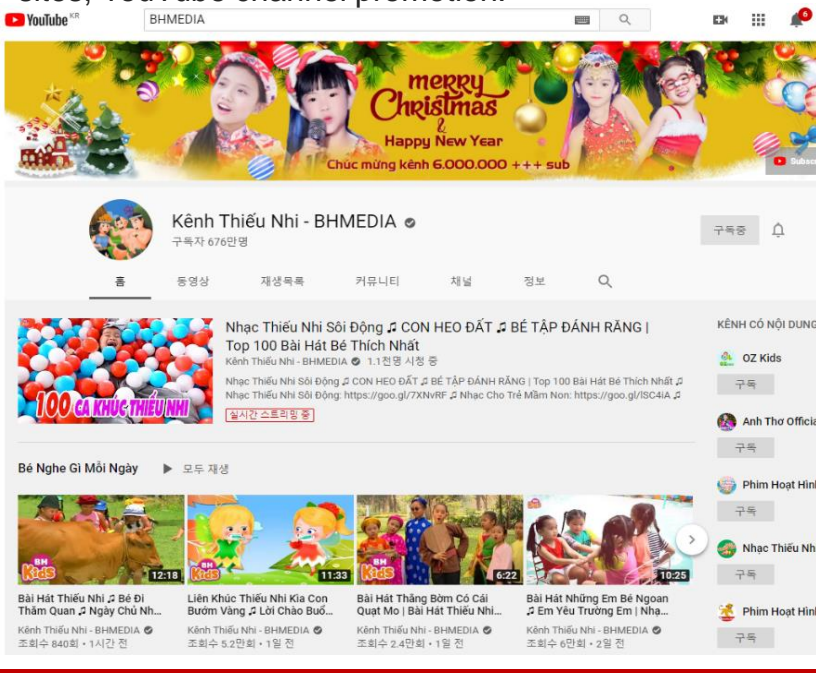 sites, YouTube channel promotion.
YouTube KR
BHMEDIA
6
merry
Christmas
&
Happy New Year
Chúc mừng kênh 6.000.000 +++ sub
Kênh Thiếu Nhi - BHMEDIA
구독자 676만명
구독중
홈 동영상 재생목록 커뮤니티 채널 정보
100 CA KHÚC THIẾU NHI
Nhạc Thiếu Nhi Sôi Động ♫ CON HEO ĐẤT ♫ BÉ TẬP ĐÁNH RĂNG |
Top 100 Bài Hát Bé Thích Nhất
Kênh Thiếu Nhi - BHMEDIA 1.1천명 시청 중
Nhạc Thiếu Nhi Sôi Động ♫ CON HEO ĐẤT ♫ BÉ TẬP ĐÁNH RĂNG | Top 100 Bài Hát Bé Thích Nhất ♫
Nhạc Thiếu Nhi Sôi Động: https://goo.gl/7XNvRF ♫ Nhạc Cho Trẻ Mầm Non: https://goo.gl/lSC4iA ♫
실시간 스트리밍 중
KÊNH CÓ NỘI DUNG
OZ Kids
구독
Anh Thơ Officia
구독
Phim Hoạt Hình
구독
Nhạc Thiếu Nh
구독
Phim Hoạt Hình
구독
Bé Nghe Gì Mỗi Ngày ▶ 모두 재생
BH Kids
12:18
Bài Hát Thiếu Nhi ♫ Bé Đi
Thăm Quan ♫ Ngày Chủ Nh...
Kênh Thiếu Nhi - BHMEDIA
조회수 840회 • 1시간 전
BH Kids
11:33
Liên Khúc Thiếu Nhi Kìa Con
Bướm Vàng ♫ Lời Chào Buổ...
Kênh Thiếu Nhi - BHMEDIA
조회수 5.2만회 • 1일 전
BH Kids
6:22
Bài Hát Thằng Bờm Có Cái
Quạt Mo | Bài Hát Thiếu Nhi...
Kênh Thiếu Nhi - BHMEDIA
조회수 2.4만회 • 1일 전
10:25
Bài Hát Những Em Bé Ngoan
♫ Em Yêu Trường Em | Nhạ...
Kênh Thiếu Nhi - BHMEDIA
조회수 6만회 • 2일 전